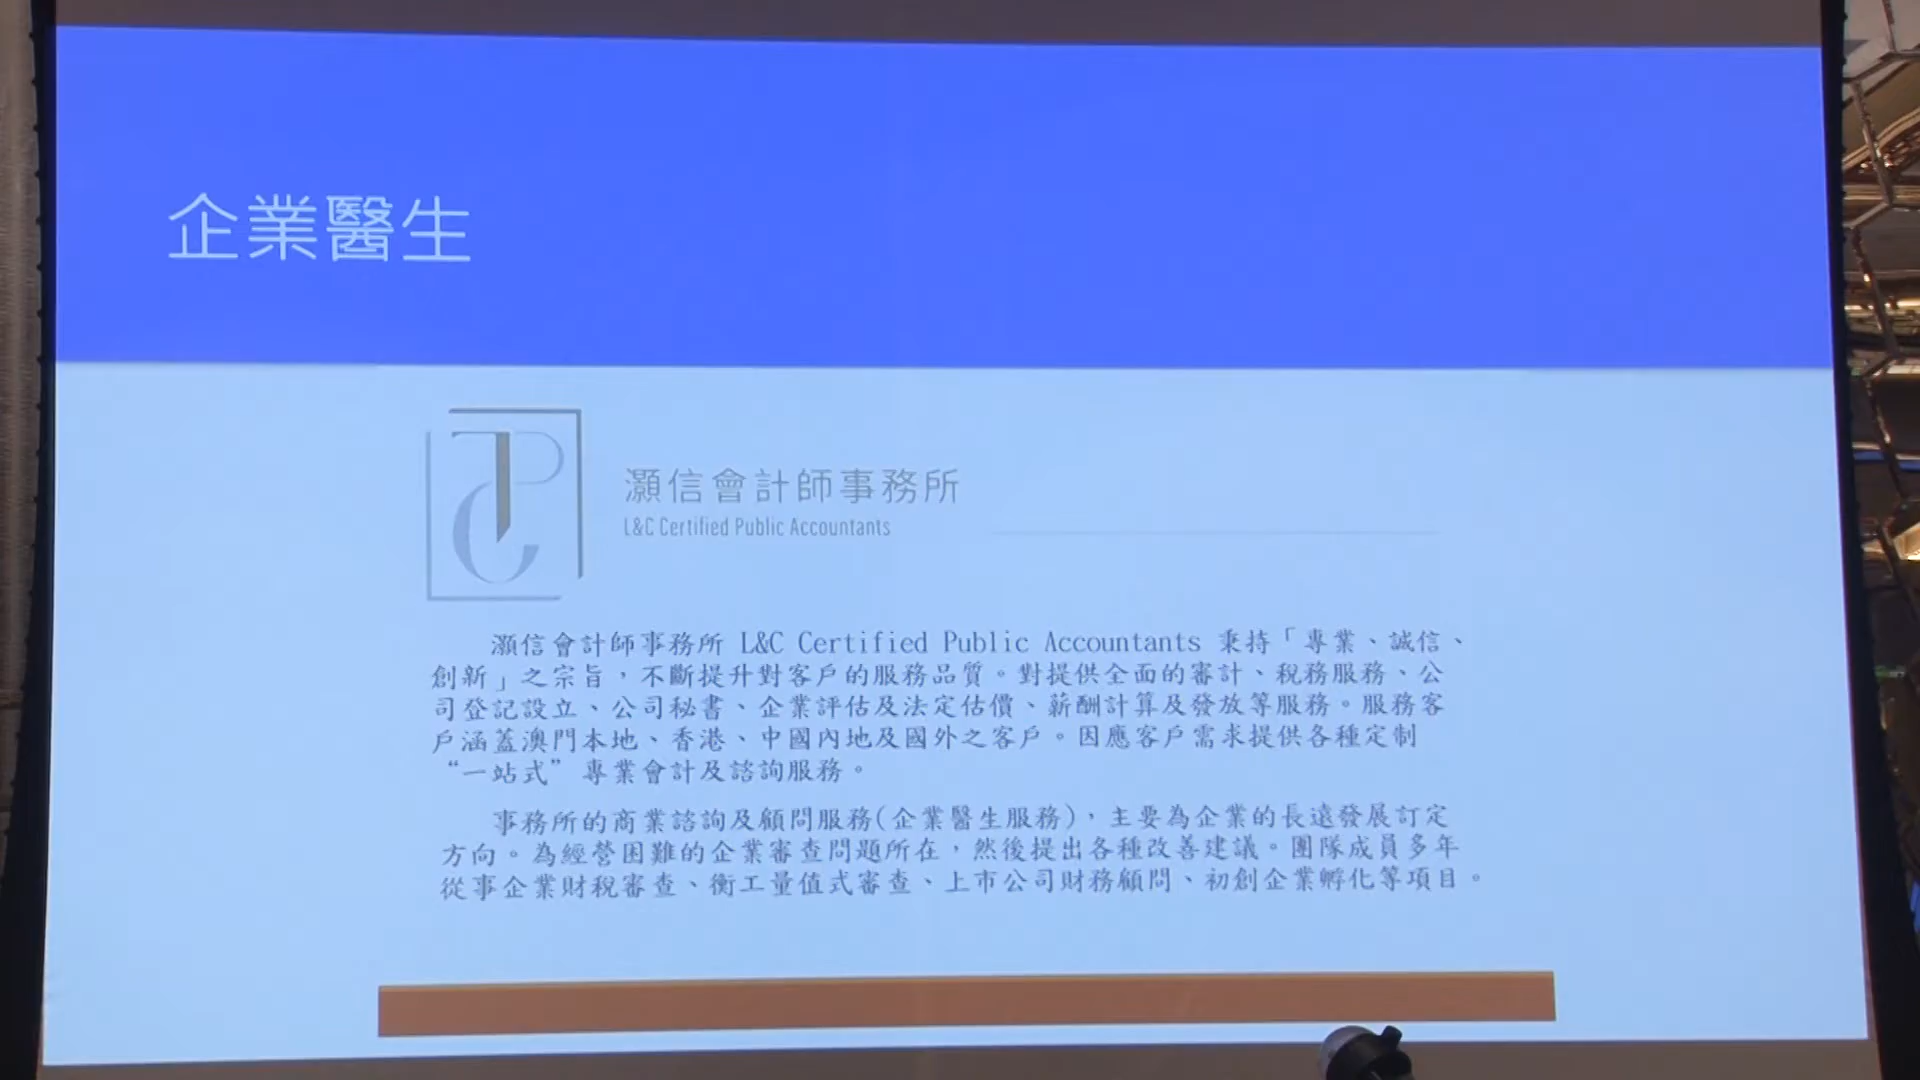 企業醫生
灝信會計師事務所
L&C Certified Public Accountants
灝信會計師事務所 L&C Certified Public Accountants 秉持「專業、誠信、
創新」之宗旨，不斷提升對客戶的服務品質。對提供全面的審計、稅務服務、公
司登記設立、公司秘書、企業評估及法定估價、薪酬計算及發放等服務。服務客
戶涵蓋澳門本地、香港、中國內地及國外之客戶。因應客戶需求提供各種定制
“一站式”專業會計及諮詢服務。
事務所的商業諮詢及顧問服務(企業醫生服務)，主要為企業的長遠發展訂定
方向。為經營困難的企業審查問題所在，然後提出各種改善建議。團隊成員多年
從事企業財稅審查、衡工量值式審查、上市公司財務顧問、初創企業孵化等項目。